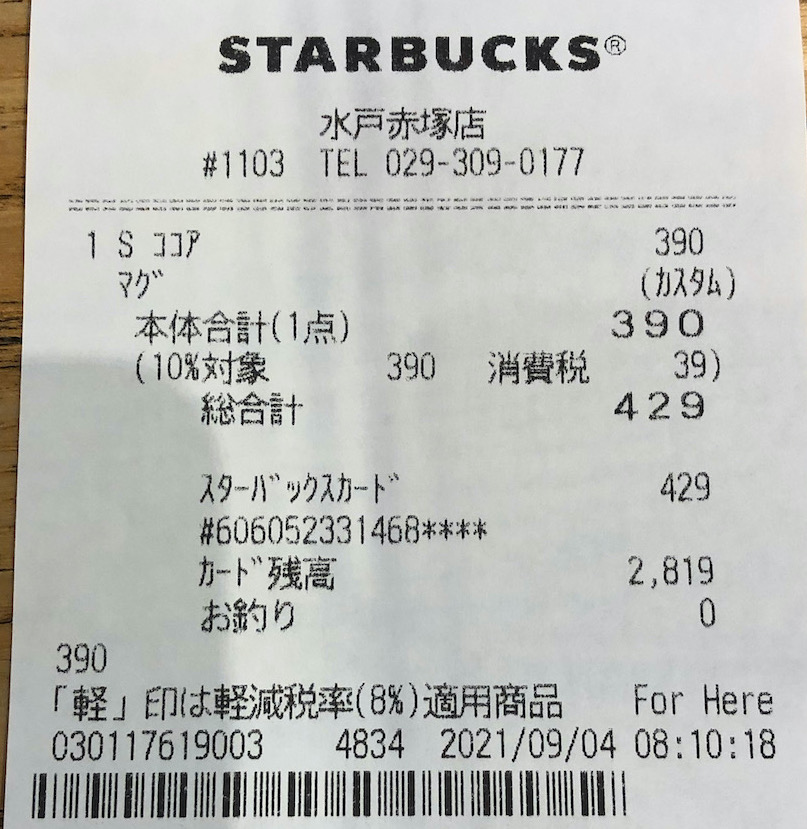 STARBUCKS®
水戸赤塚店
#1103 TEL 029-309-0177
1 S ココア 390
マグ (カスタム)
本体合計(1点) 390
(10%対象 390 消費税 39)
総合計 429
スターバックスカード 429
#606052331468****
カード残高 2,819
お釣り 0
390
「軽」印は軽減税率(8%)適用商品 For Here
030117619003 4834 2021/09/04 08:10:18